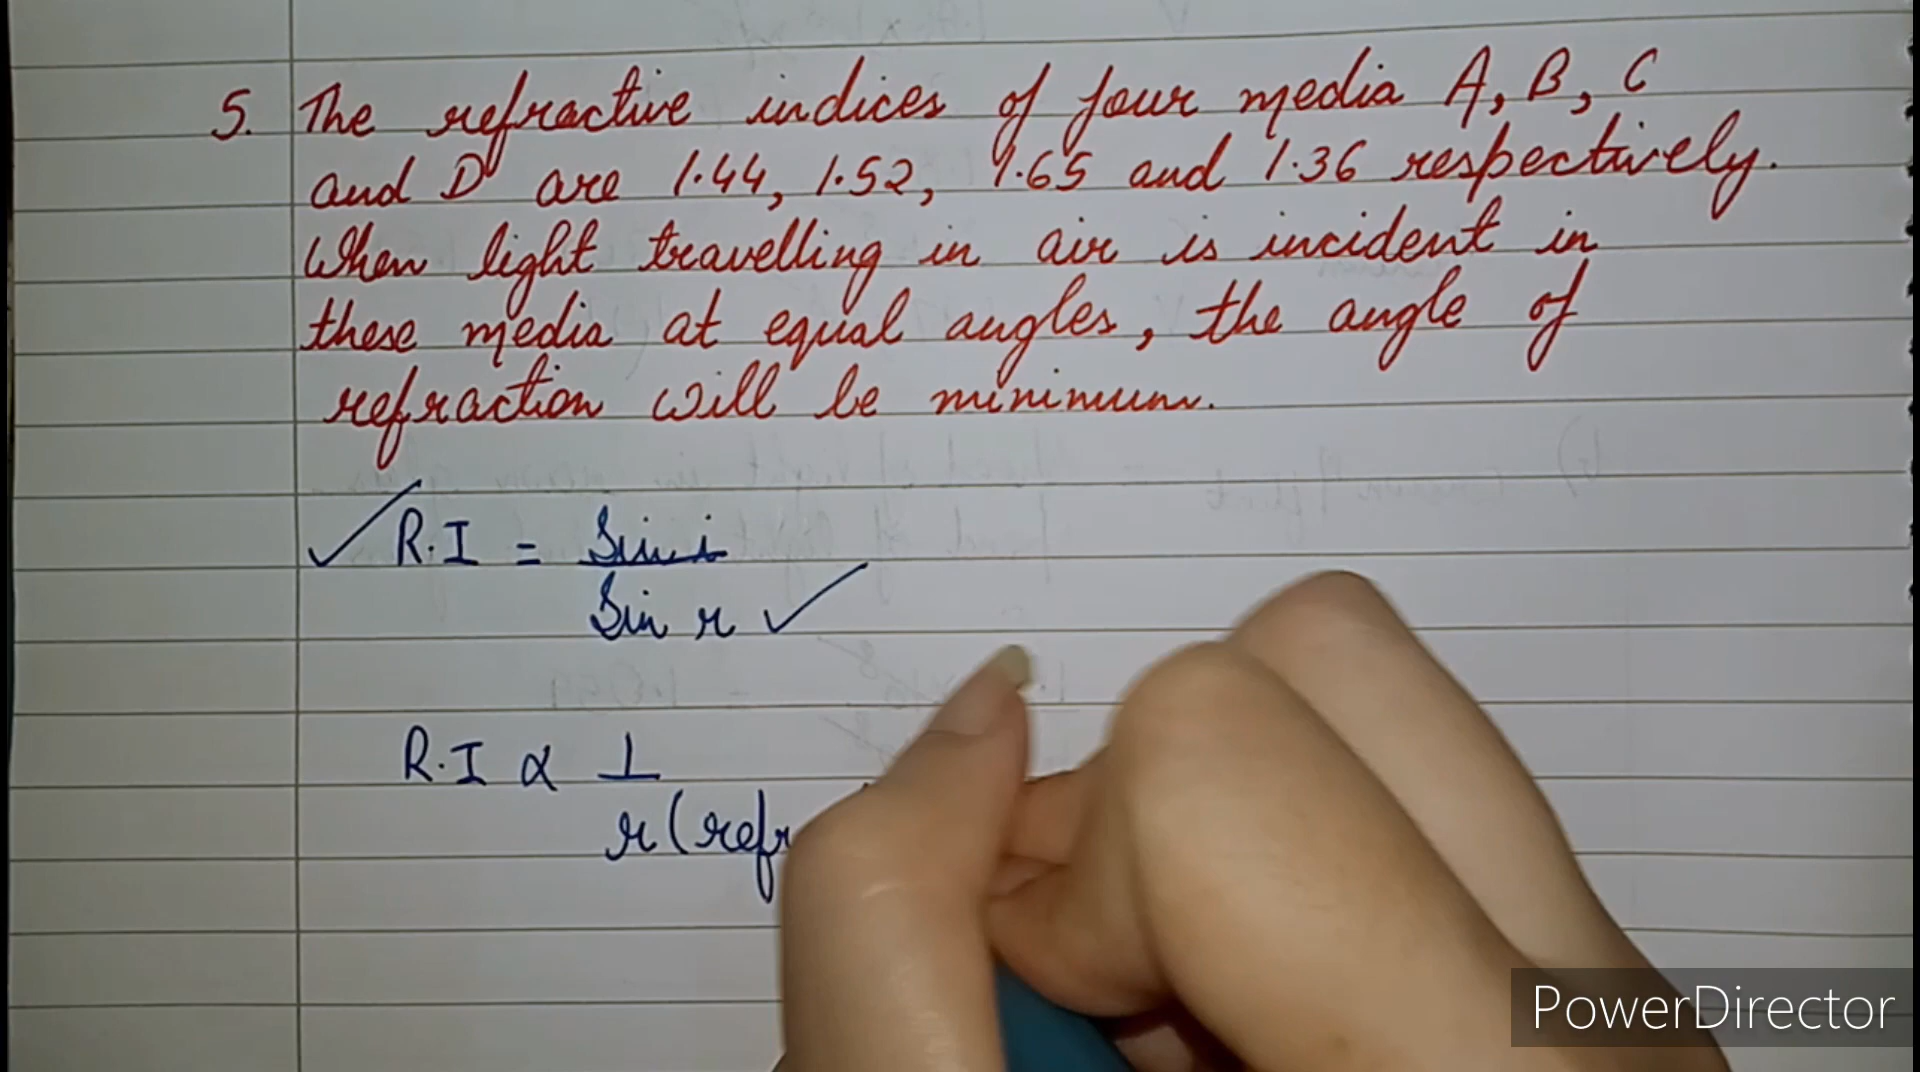 5. The refractive indices of four media A, B, C
and D are 1.44, 1.52, 1.65 and 1.36 respectively.
When light travelling in air is incident in
these media at equal angles, the angle of
refraction will be minimum.
✓ R.I = Sin i
Sin r ✓
R.I ∝ 1
r (refr
PowerDirector